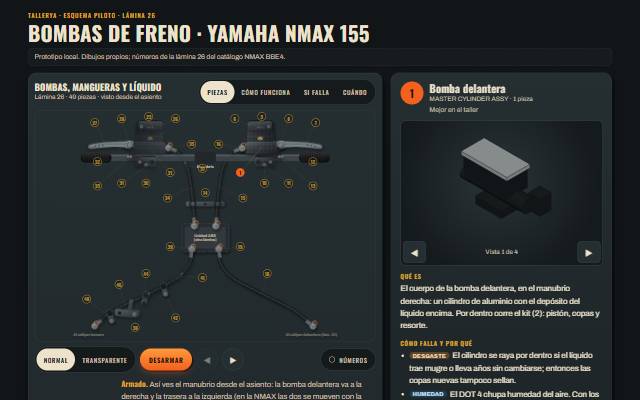 TALLERYA · ESQUEMA PILOTO · LÁMINA 26
BOMBAS DE FRENO · YAMAHA NMAX 155
Prototipo local. Dibujos propios; números de la lámina 26 del catálogo NMAX BBE4.
BOMBAS, MANGUERAS Y LÍQUIDO
Lámina 26 · 49 piezas · visto desde el asiento
PIEZAS
CÓMO FUNCIONA
SI FALLA
CUÁNDO
NORMAL
TRANSPARENTE
DESARMAR
NÚMEROS
Armado. Así ves el manubrio desde el asiento: la bomba delantera va a la
derecha y la trasera a la izquierda (en la NMAX las dos se mueven con la
1
Bomba delantera
MASTER CYLINDER ASSY · 1 pieza
Mejor en el taller
Vista 1 de 4
QUÉ ES
El cuerpo de la bomba delantera, en el manubrio
derecha: un cilindro de aluminio con el depósito del
líquido encima. Por dentro corre el kit (2): pistón, copas y
resorte.
CÓMO FALLA Y POR QUÉ
• DESGASTE El cilindro se raya por dentro si el líquido
trae mugre o lleva años sin cambiarse; entonces las
copas nuevas tampoco sellan.
• HUMEDAD El DOT 4 chupa humedad del aire. Con los